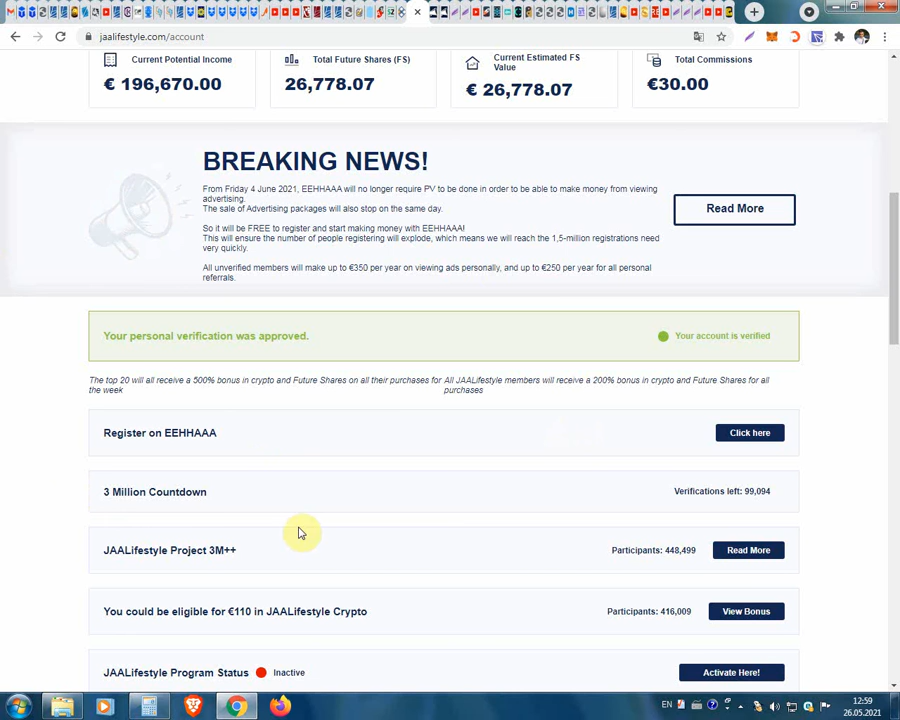 jaalifestyle.com/account
Current Potential Income
€ 196,670.00
Total Future Shares (FS)
26,778.07
Current Estimated FS
Value
€ 26,778.07
Total Commissions
€30.00
BREAKING NEWS!
From Friday 4 June 2021, EEHHAAA will no longer require PV to be done in order to be able to make money from viewing
advertising.
The sale of Advertising packages will also stop on the same day.
So it will be FREE to register and start making money with EEHHAAA!
This will ensure the number of people registering will explode, which means we will reach the 1,5-million registrations need
very quickly.
All unverified members will make up to €350 per year on viewing ads personally, and up to €250 per year for all personal
referrals.
Read More
Your personal verification was approved.
Your account is verified
The top 20 will all receive a 500% bonus in crypto and Future Shares on all their purchases for
the week
All JAALifestyle members will receive a 200% bonus in crypto and Future Shares for all
purchases
Register on EEHHAAA
Click here
3 Million Countdown
Verifications left: 99,094
JAALifestyle Project 3M++
Participants: 448,499
Read More
You could be eligible for €110 in JAALifestyle Crypto
Participants: 416,009
View Bonus
JAALifestyle Program Status
Inactive
Activate Here!
EN
12:59
26.05.2021